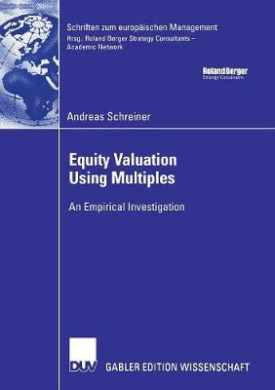 Schriften zum europäischen Management
Hrsg.: Roland Berger Strategy Consultants –
Academic Network
Roland Berger
Strategy Consultants
Andreas Schreiner
Equity Valuation
Using Multiples
An Empirical Investigation
DUV
GABLER EDITION WISSENSCHAFT